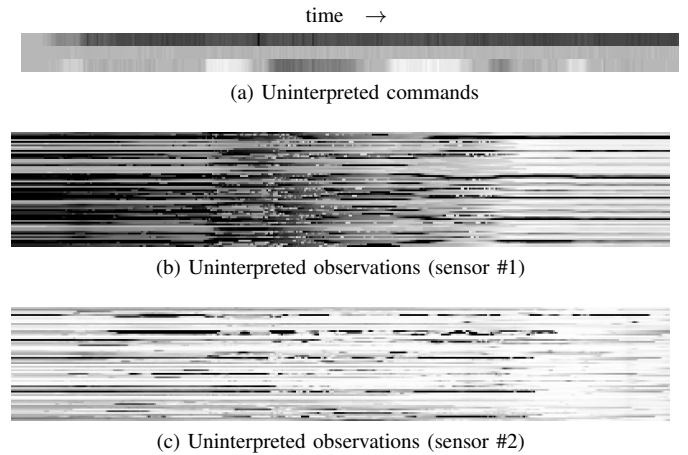 time →
(a) Uninterpreted commands
(b) Uninterpreted observations (sensor #1)
(c) Uninterpreted observations (sensor #2)